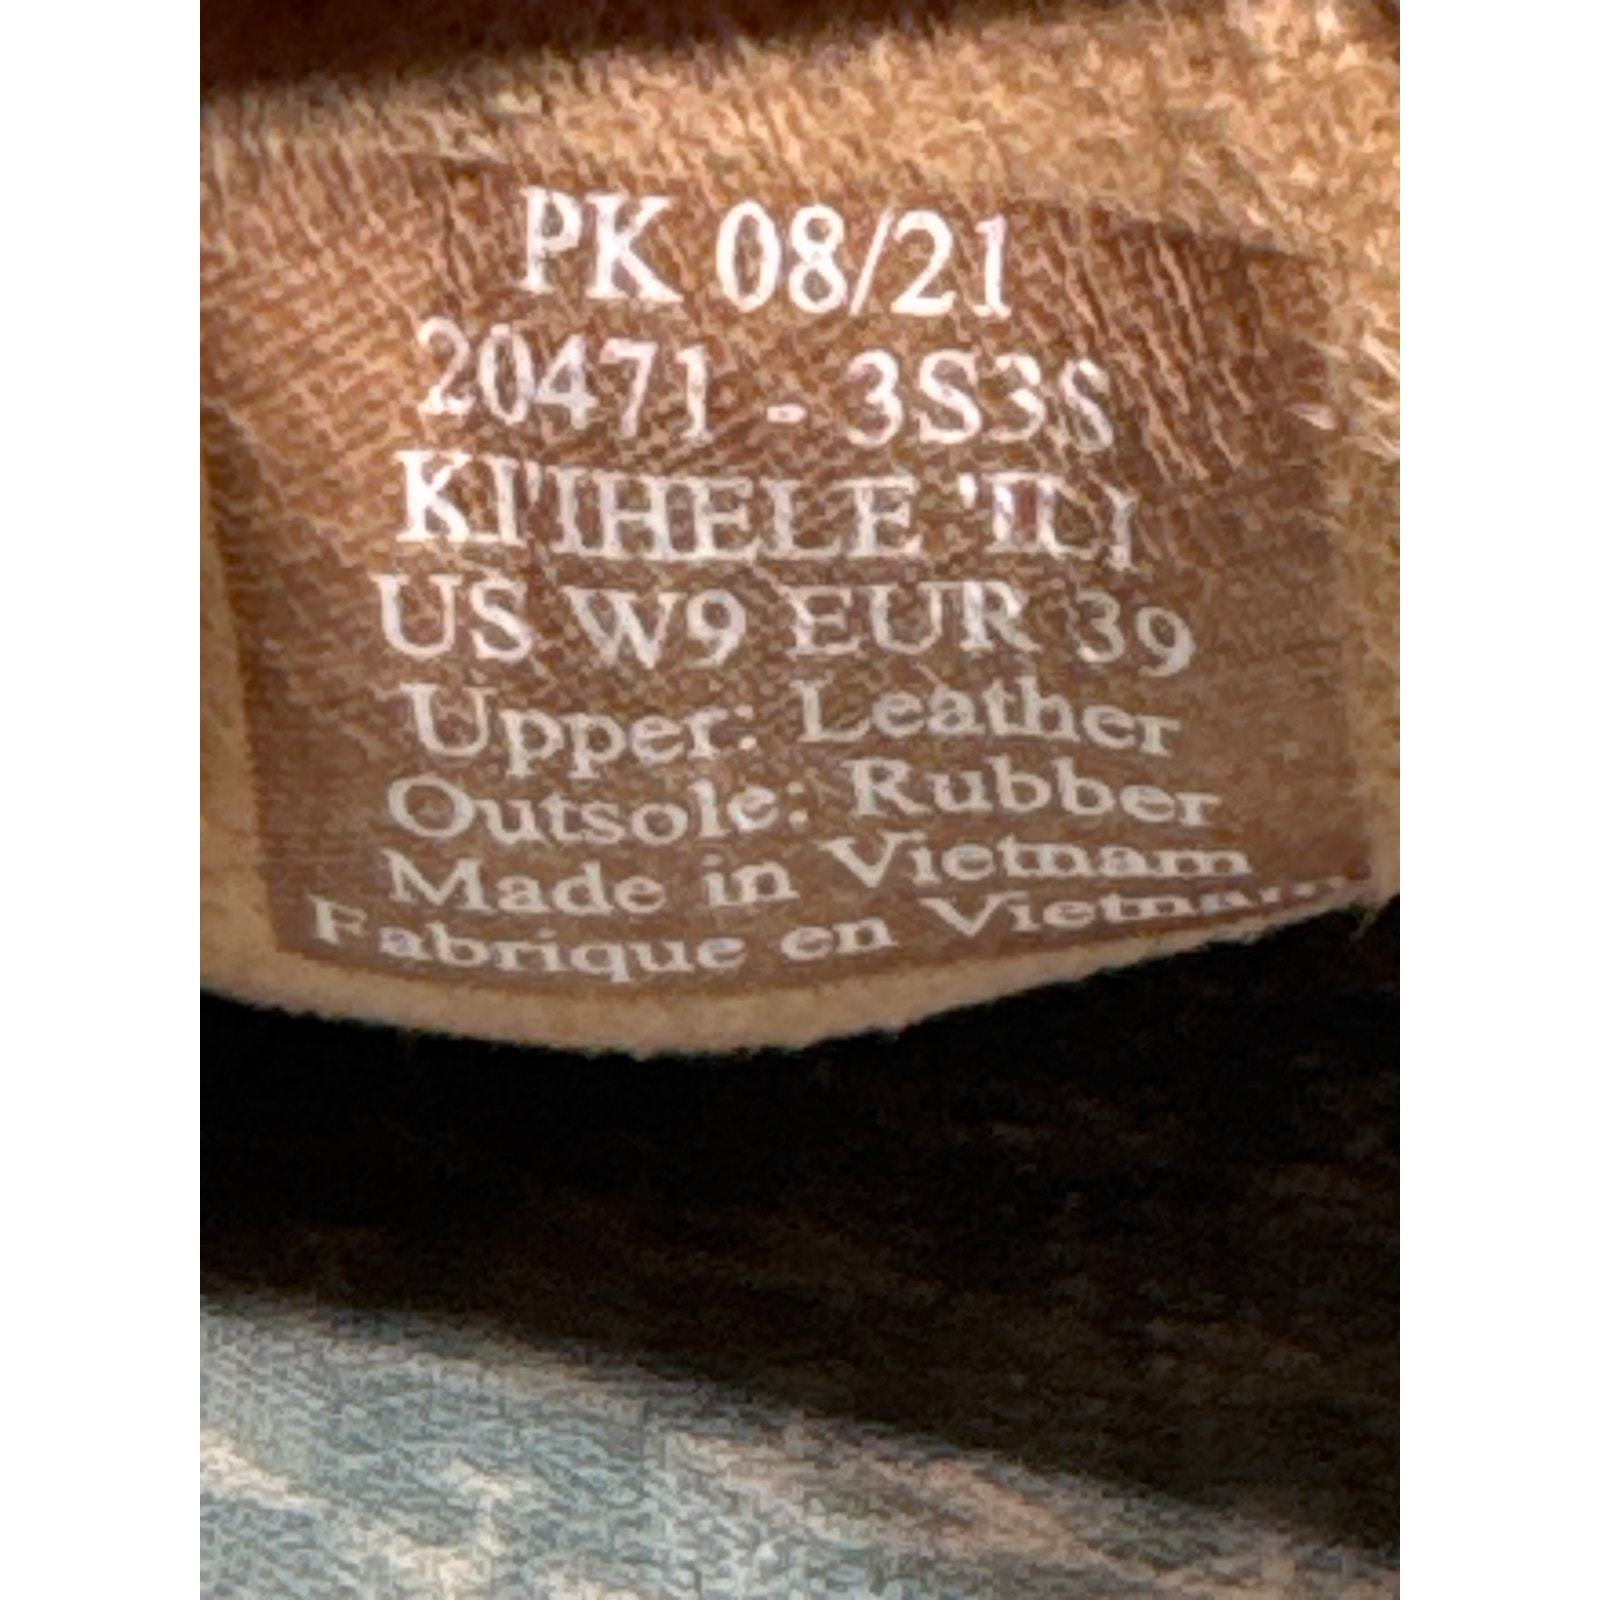 PK 08/21
20471 - 3S3S
KI'IHELE 'ILI
US W9 EUR 39
Upper: Leather
Outsole: Rubber
Made in Vietnam
Fabrique en Vietnam